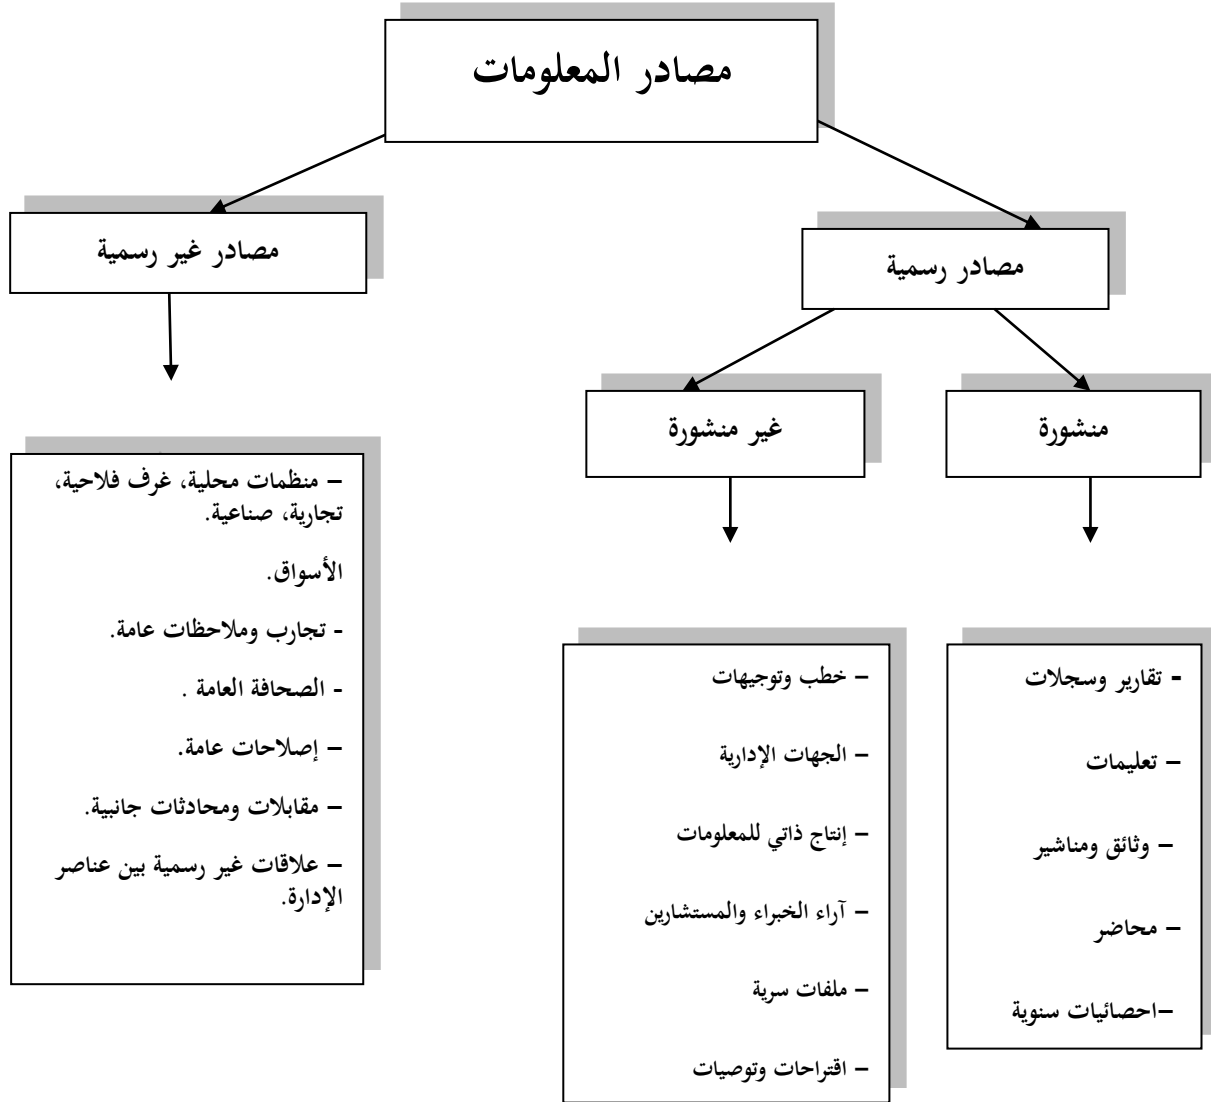 مصادر المعلومات
مصادر رسمية
مصادر غير رسمية
منشورة
غير منشورة
- تقارير وسجلات
– تعليمات
– وثائق ومناشير
– محاضر
–احصائيات سنوية
– خطب وتوجيهات
– الجهات الإدارية
– إنتاج ذاتي للمعلومات
– آراء الخبراء والمستشارين
– ملفات سرية
– اقتراحات وتوصيات
– منظمات محلية، غرف فلاحية،
تجارية، صناعية.
الأسواق.
- تجارب وملاحظات عامة.
- الصحافة العامة .
– إصلاحات عامة.
– مقابلات ومحادثات جانبية.
– علاقات غير رسمية بين عناصر
الإدارة.